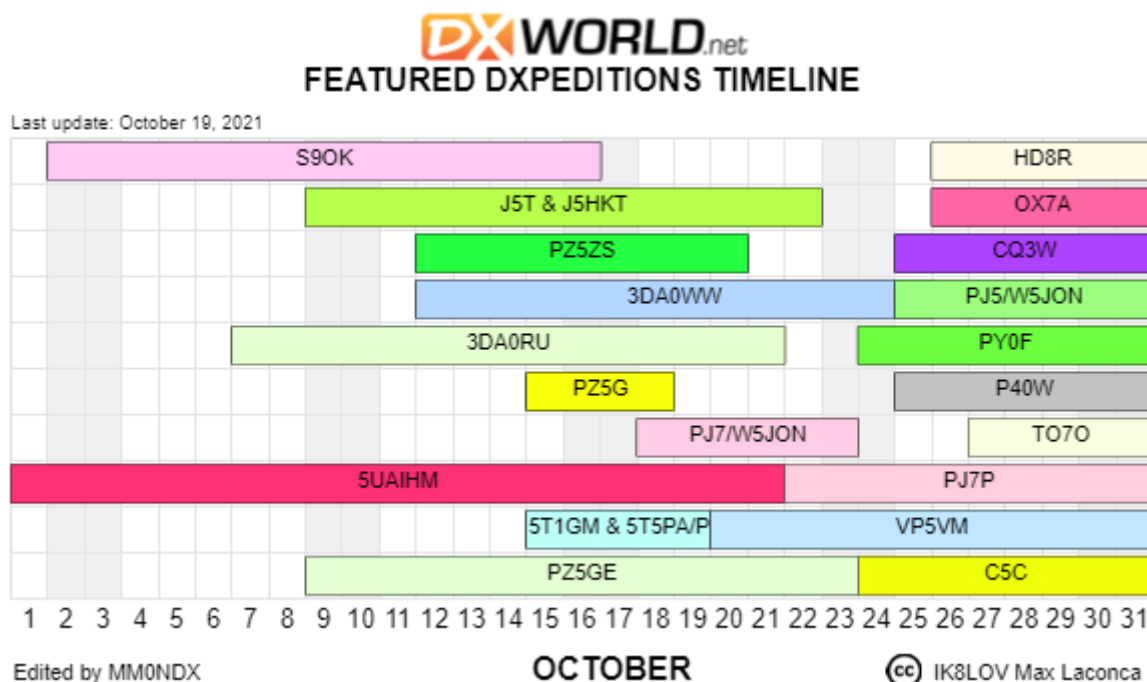 DX WORLD.net
FEATURED DXPEDITIONS TIMELINE
Last update: October 19, 2021
S9OK HD8R
J5T & J5HKT OX7A
PZ5ZS CQ3W
3DA0WW PJ5/W5JON
3DA0RU PY0F
PZ5G P40W
PJ7/W5JON TO7O
5UAIHM PJ7P
5T1GM & 5T5PA/P VP5VM
PZ5GE C5C
1 2 3 4 5 6 7 8 9 10 11 12 13 14 15 16 17 18 19 20 21 22 23 24 25 26 27 28 29 30 31
Edited by MM0NDX OCTOBER cc IK8LOV Max Laconca